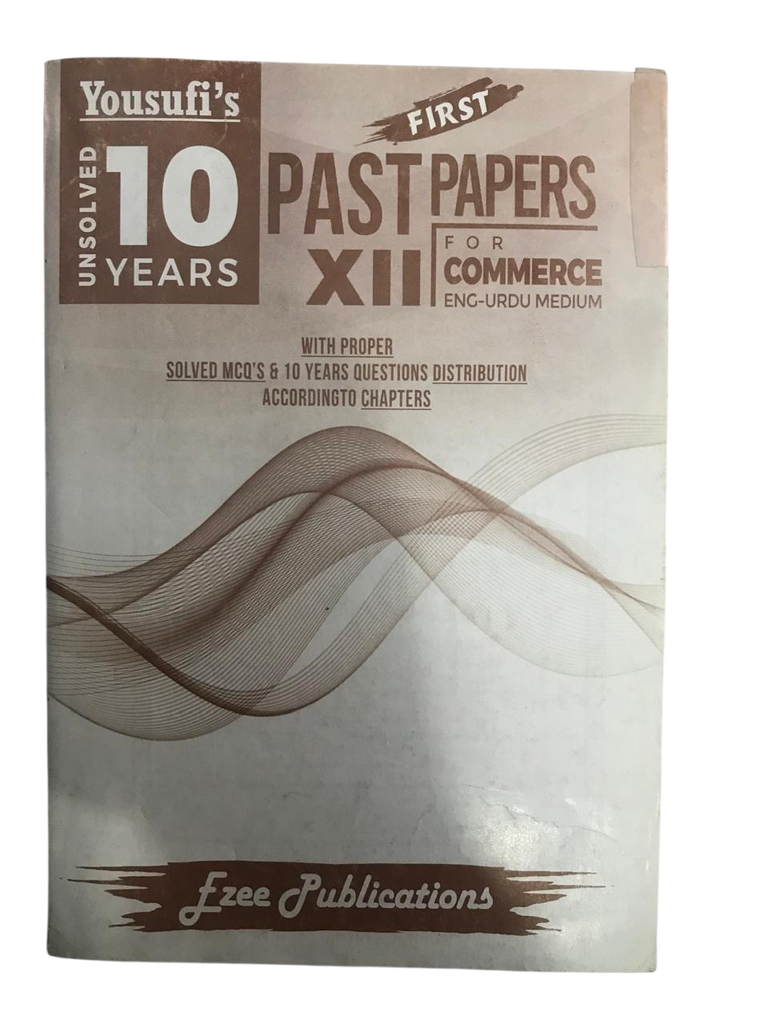 Yousufi's
UNSOLVED
10
YEARS
FIRST
PAST PAPERS
XII
FOR
COMMERCE
ENG-URDU MEDIUM
WITH PROPER
SOLVED MCQ'S & 10 YEARS QUESTIONS DISTRIBUTION
ACCORDINGTO CHAPTERS
Ezee Publications